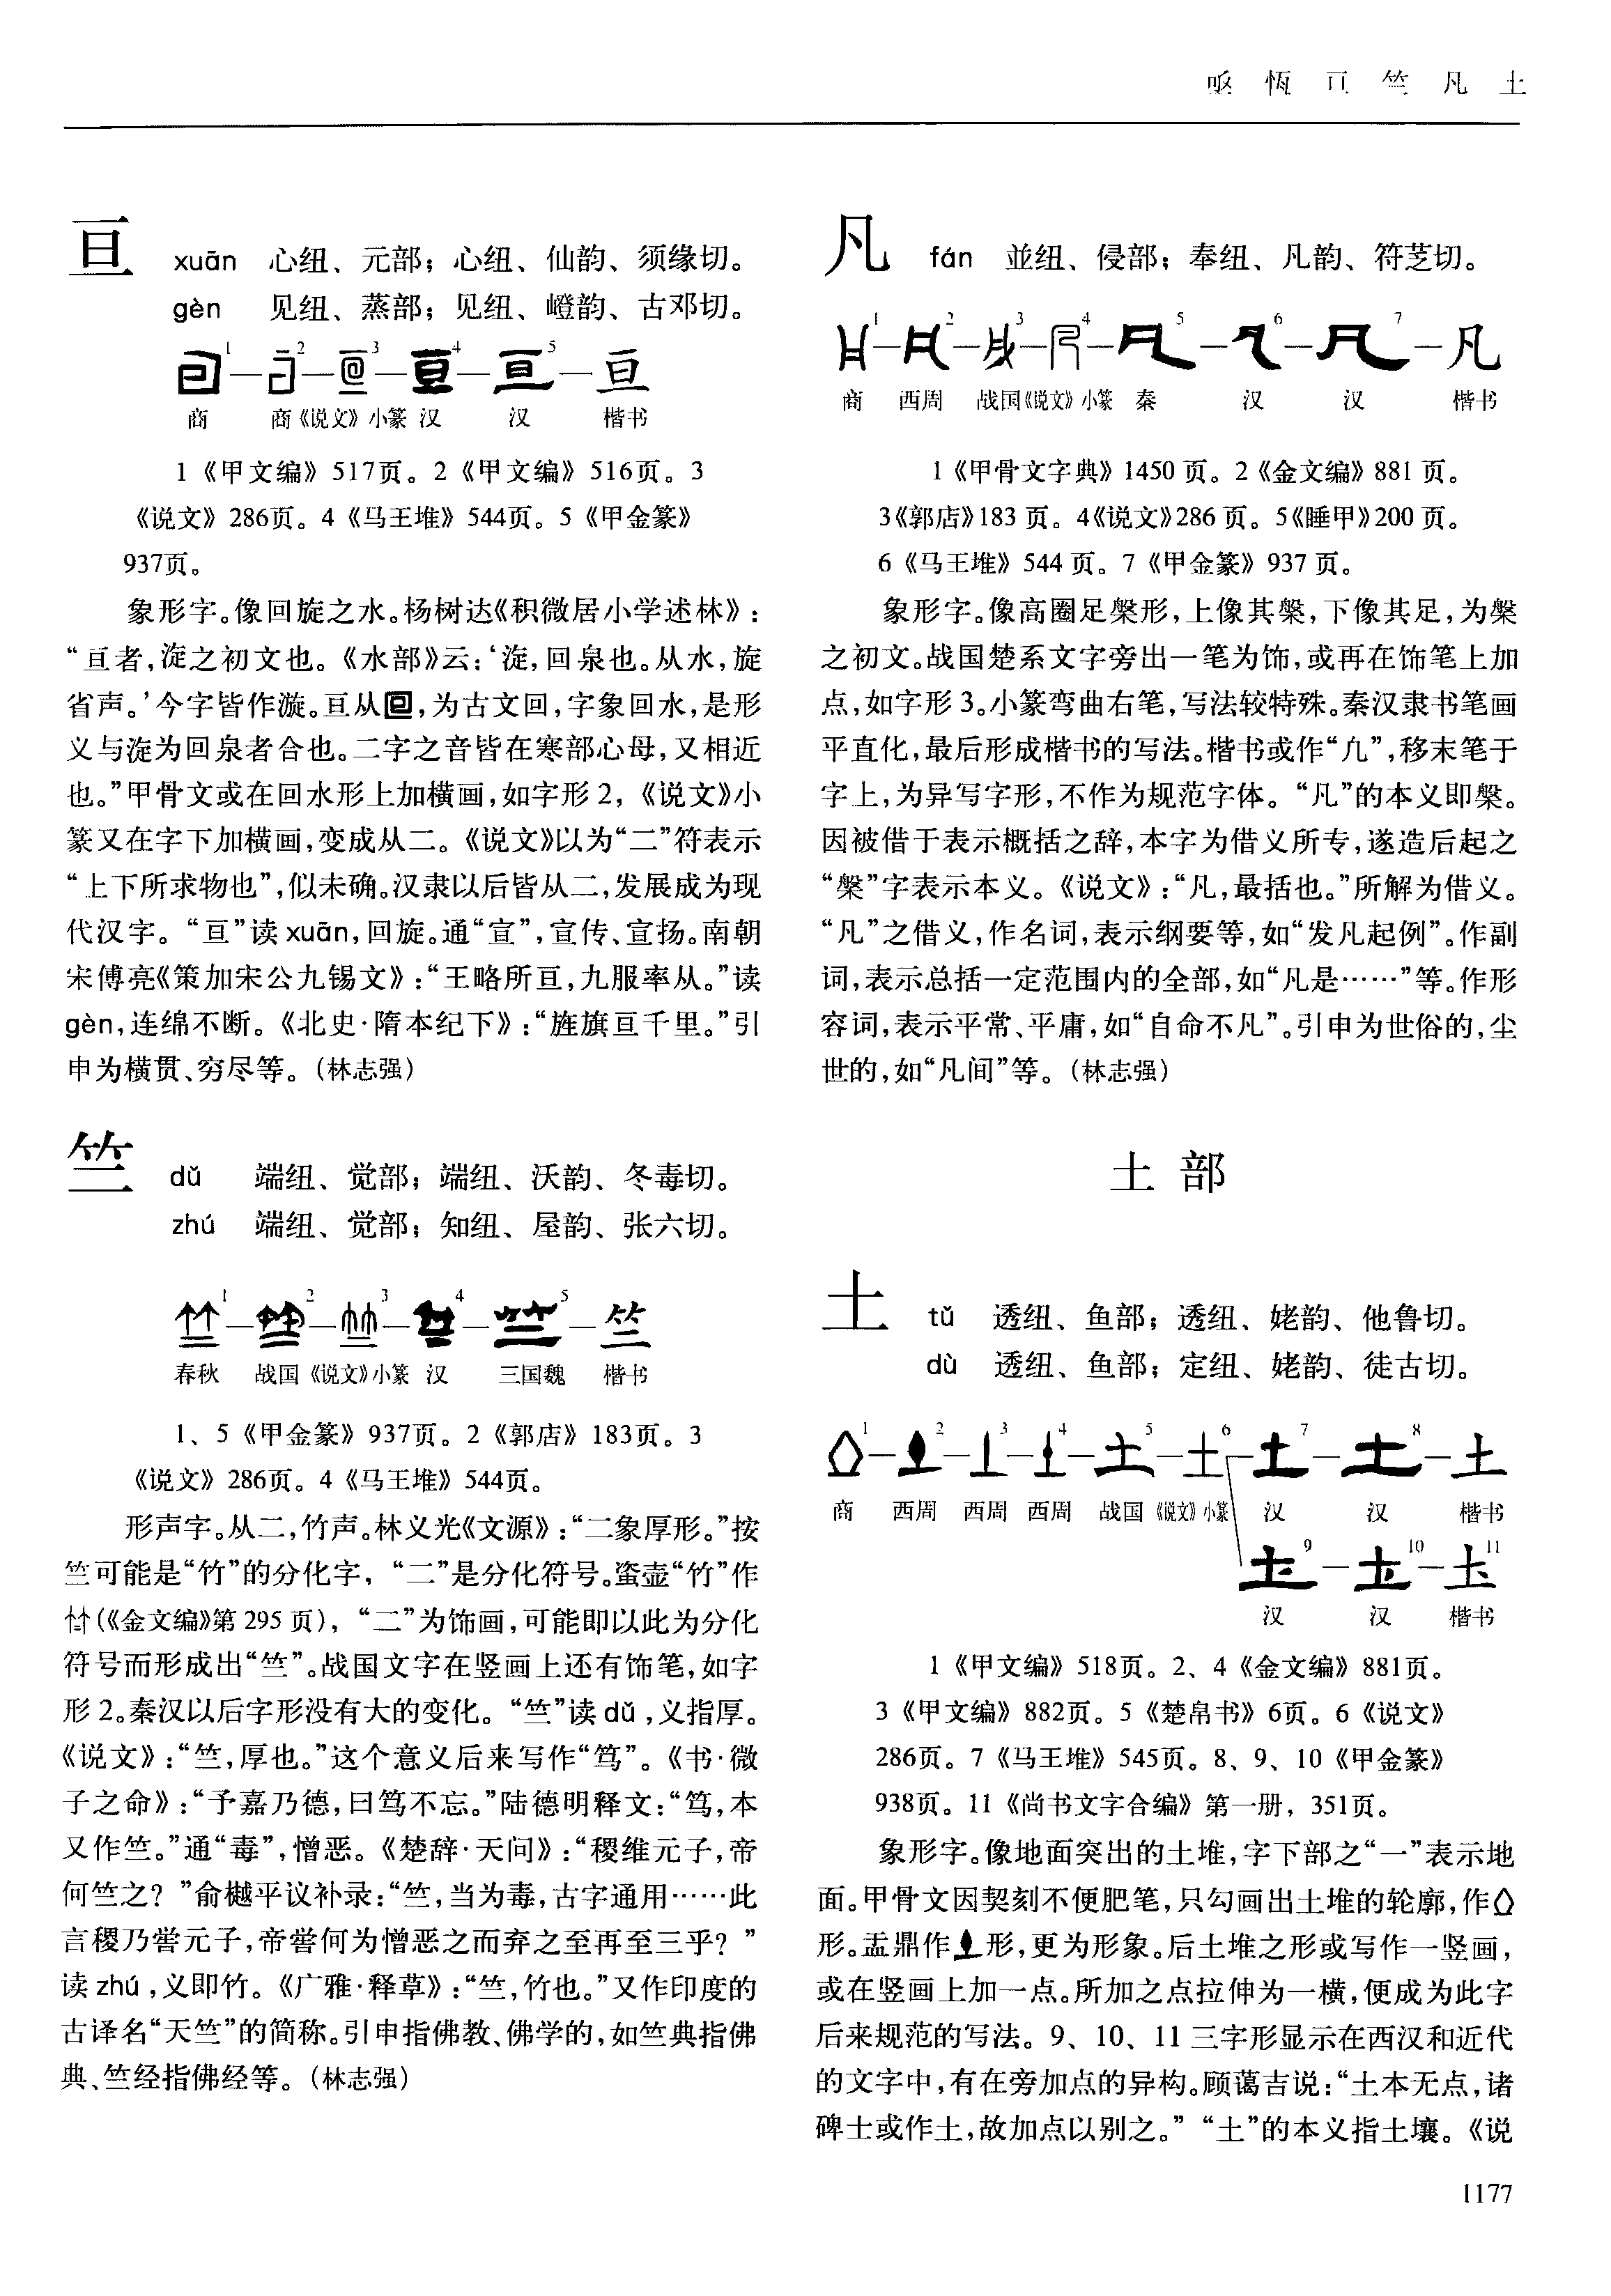 亟 恆 亘 竺 凡 土
亘 xuān 心纽、元部；心纽、仙韵、须缘切。
gèn 见纽、蒸部；见纽、嶝韵、古邓切。
1 2 3 4 5 亘
商 商 《说文》小篆 汉 汉 楷书
1《甲文编》517页。2《甲文编》516页。3
《说文》286页。4《马王堆》544页。5《甲金篆》
937页。
象形字。像回旋之水。杨树达《积微居小学述林》：
“亘者，淀之初文也。《水部》云：‘淀，回泉也。从水，旋
省声。’今字皆作漩。亘从，为古文回，字象回水，是形
义与淀为回泉者合也。二字之音皆在寒部心母，又相近
也。”甲骨文或在回水形上加横画，如字形2，《说文》小
篆又在字下加横画，变成从二。《说文》以为“二”符表示
“上下所求物也”，似未确。汉隶以后皆从二，发展成为现
代汉字。“亘”读xuān，回旋。通“宣”，宣传、宣扬。南朝
宋傅亮《策加宋公九锡文》：“王略所亘，九服率从。”读
gèn，连绵不断。《北史·隋本纪下》：“旌旗亘千里。”引
申为横贯、穷尽等。（林志强）
竺 dǔ 端纽、觉部；端纽、沃韵、冬毒切。
zhú 端纽、觉部；知纽、屋韵、张六切。
1 2 3 4 5 竺
春秋 战国 《说文》小篆 汉 三国魏 楷书
1、5《甲金篆》937页。2《郭店》183页。3
《说文》286页。4《马王堆》544页。
形声字。从二，竹声。林义光《文源》：“二象厚形。”按
竺可能是“竹”的分化字，“二”是分化符号。䇧壶“竹”作
（《金文编》第295页），“二”为饰画，可能即以此为分化
符号而形成出“竺”。战国文字在竖画上还有饰笔，如字
形2。秦汉以后字形没有大的变化。“竺”读dǔ，义指厚。
《说文》：“竺，厚也。”这个意义后来写作“笃”。《书·微
子之命》：“予嘉乃德，曰笃不忘。”陆德明释文：“笃，本
又作竺。”通“毒”，憎恶。《楚辞·天问》：“稷维元子，帝
何竺之？”俞樾平议补录：“竺，当为毒，古字通用……此
言稷乃喾元子，帝喾何为憎恶之而弃之至再至三乎？”
读zhú，义即竹。《广雅·释草》：“竺，竹也。”又作印度的
古译名“天竺”的简称。引申指佛教、佛学的，如竺典指佛
典、竺经指佛经等。（林志强）
凡 fán 並纽、侵部；奉纽、凡韵、符芝切。
1 2 3 4 5 6 7 凡
商 西周 战国 《说文》小篆 秦 汉 汉 楷书
1《甲骨文字典》1450页。2《金文编》881页。
3《郭店》183页。4《说文》286页。5《睡甲》200页。
6《马王堆》544页。7《甲金篆》937页。
象形字。像高圈足槃形，上像其槃，下像其足，为槃
之初文。战国楚系文字旁出一笔为饰，或再在饰笔上加
点，如字形3。小篆弯曲右笔，写法较特殊。秦汉隶书笔画
平直化，最后形成楷书的写法。楷书或作“凢”，移末笔于
字上，为异写字形，不作为规范字体。“凡”的本义即槃。
因被借于表示概括之辞，本字为借义所专，遂造后起之
“槃”字表示本义。《说文》：“凡，最括也。”所解为借义。
“凡”之借义，作名词，表示纲要等，如“发凡起例”。作副
词，表示总括一定范围内的全部，如“凡是……”等。作形
容词，表示平常、平庸，如“自命不凡”。引申为世俗的，尘
世的，如“凡间”等。（林志强）
土部
土 tǔ 透纽、鱼部；透纽、姥韵、他鲁切。
dù 透纽、鱼部；定纽、姥韵、徒古切。
1 2 3 4 5 6 7 8 土
商 西周 西周 西周 战国 《说文》小篆 汉 汉 楷书
9 10 11
汉 汉 楷书
1《甲文编》518页。2、4《金文编》881页。
3《甲文编》882页。5《楚帛书》6页。6《说文》
286页。7《马王堆》545页。8、9、10《甲金篆》
938页。11《尚书文字合编》第一册，351页。
象形字。像地面突出的土堆，字下部之“一”表示地
面。甲骨文因契刻不便肥笔，只勾画出土堆的轮廓，作
形。盂鼎作形，更为形象。后土堆之形或写作一竖画，
或在竖画上加一点。所加之点拉伸为一横，便成为此字
后来规范的写法。9、10、11三字形显示在西汉和近代
的文字中，有在旁加点的异构。顾蔼吉说：“土本无点，诸
碑士或作土，故加点以别之。”“土”的本义指土壤。《说
1177